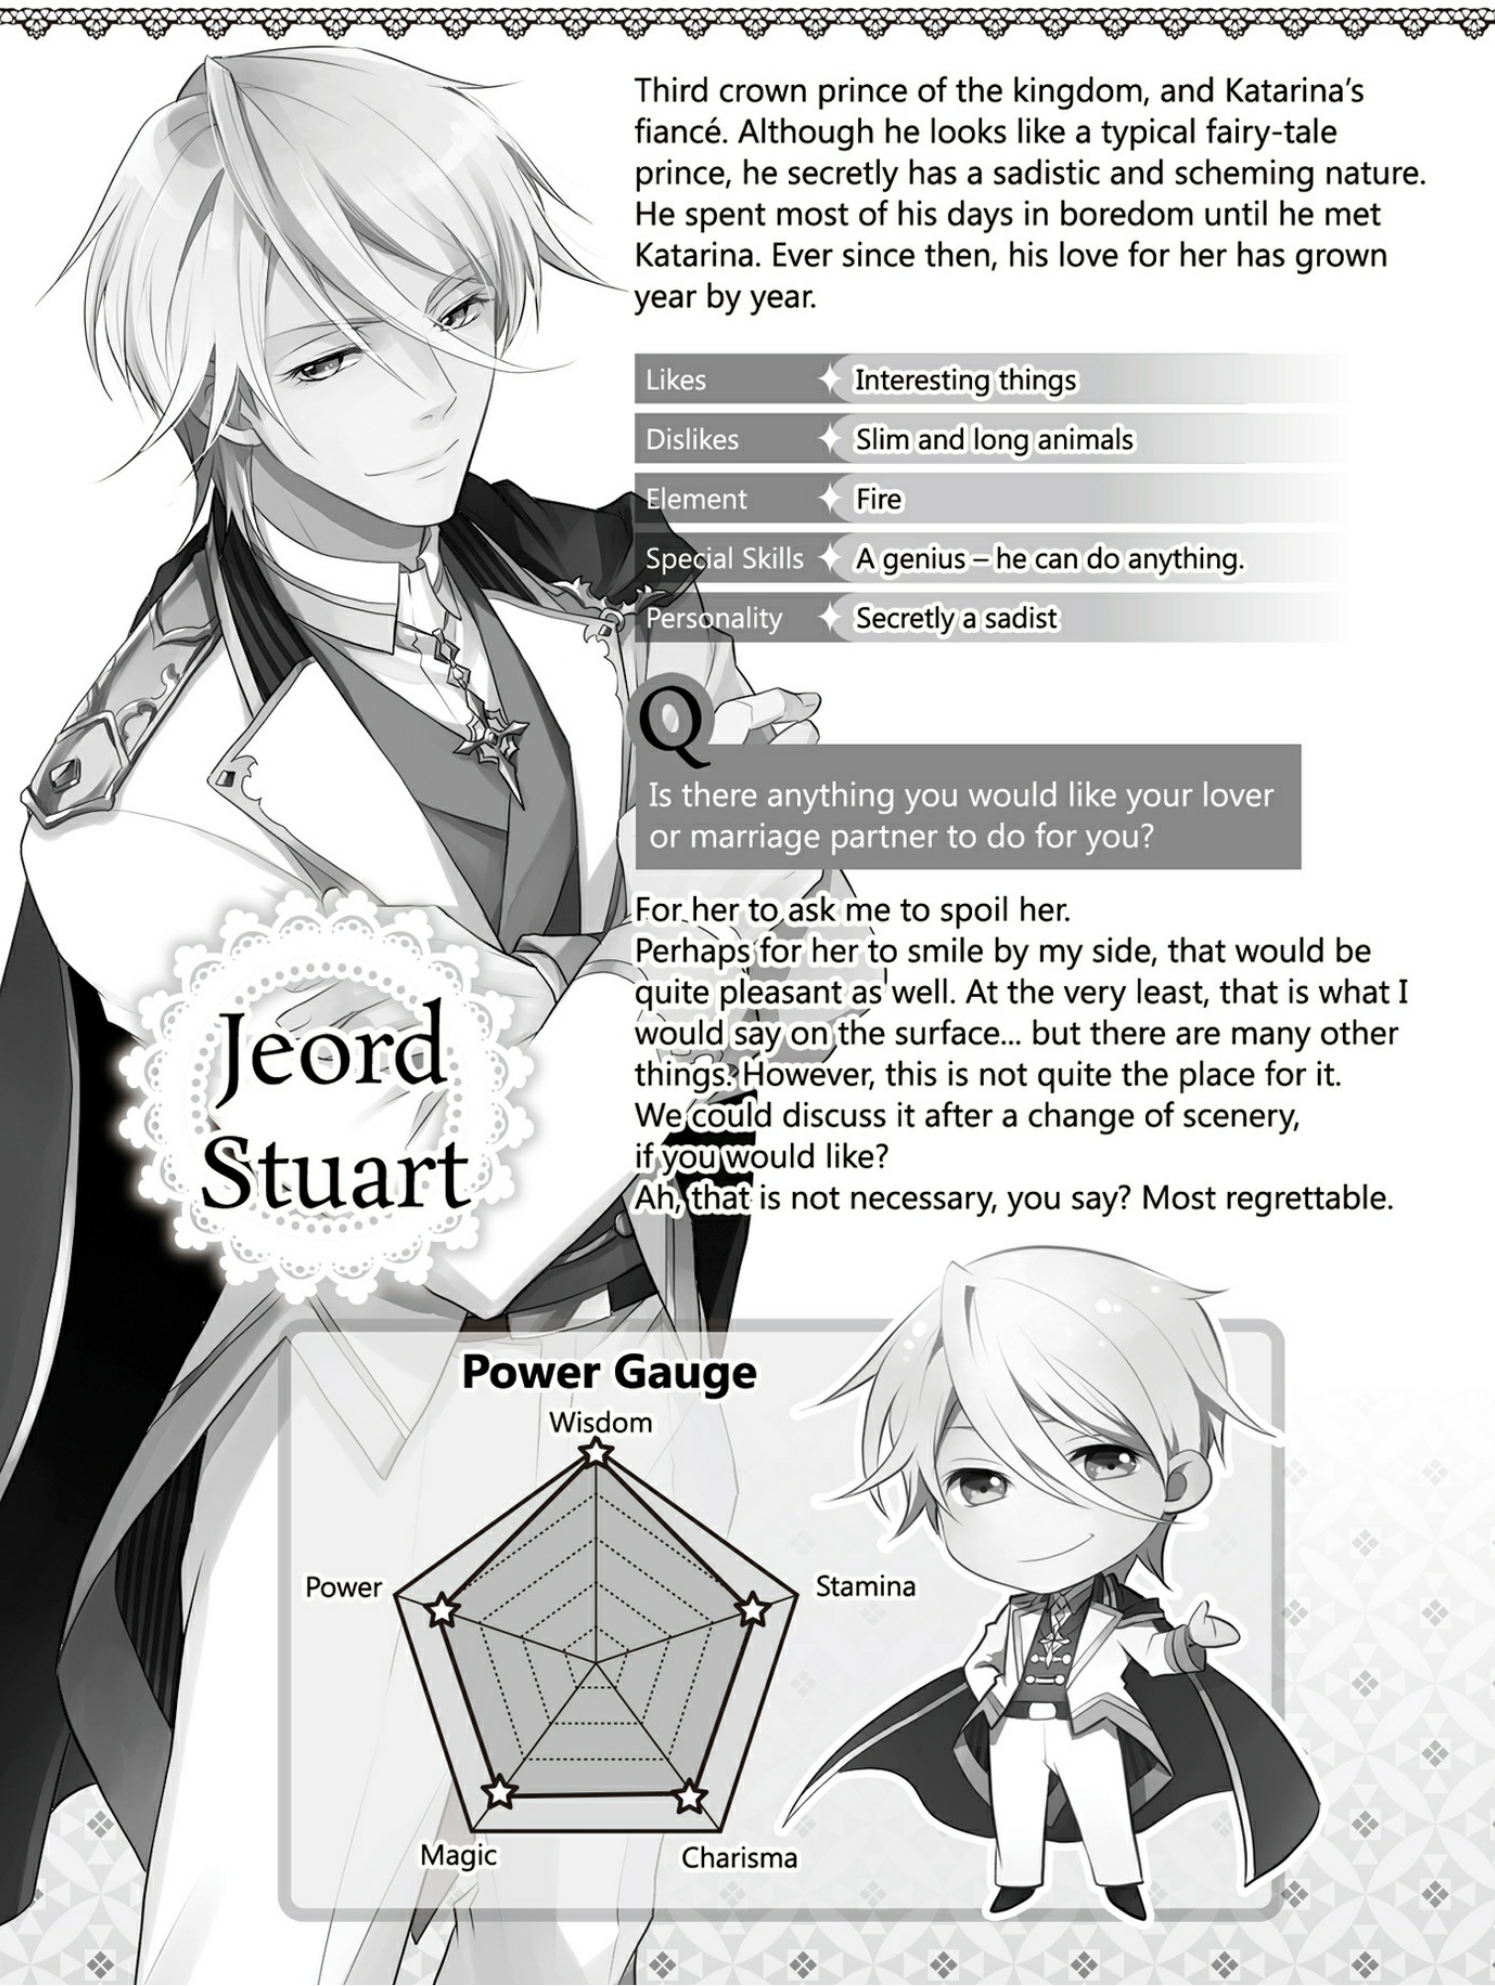 Third crown prince of the kingdom, and Katarina’s
fiancé. Although he looks like a typical fairy-tale
prince, he secretly has a sadistic and scheming nature.
He spent most of his days in boredom until he met
Katarina. Ever since then, his love for her has grown
year by year.
Likes Interesting things
Dislikes Slim and long animals
Element Fire
Special Skills A genius – he can do anything.
Personality Secretly a sadist
Q
Is there anything you would like your lover
or marriage partner to do for you?
For her to ask me to spoil her.
Perhaps for her to smile by my side, that would be
quite pleasant as well. At the very least, that is what I
would say on the surface... but there are many other
things. However, this is not quite the place for it.
We could discuss it after a change of scenery,
if you would like?
Ah, that is not necessary, you say? Most regrettable.
Jeord
Stuart
Power Gauge
Wisdom
Power
Stamina
Magic
Charisma